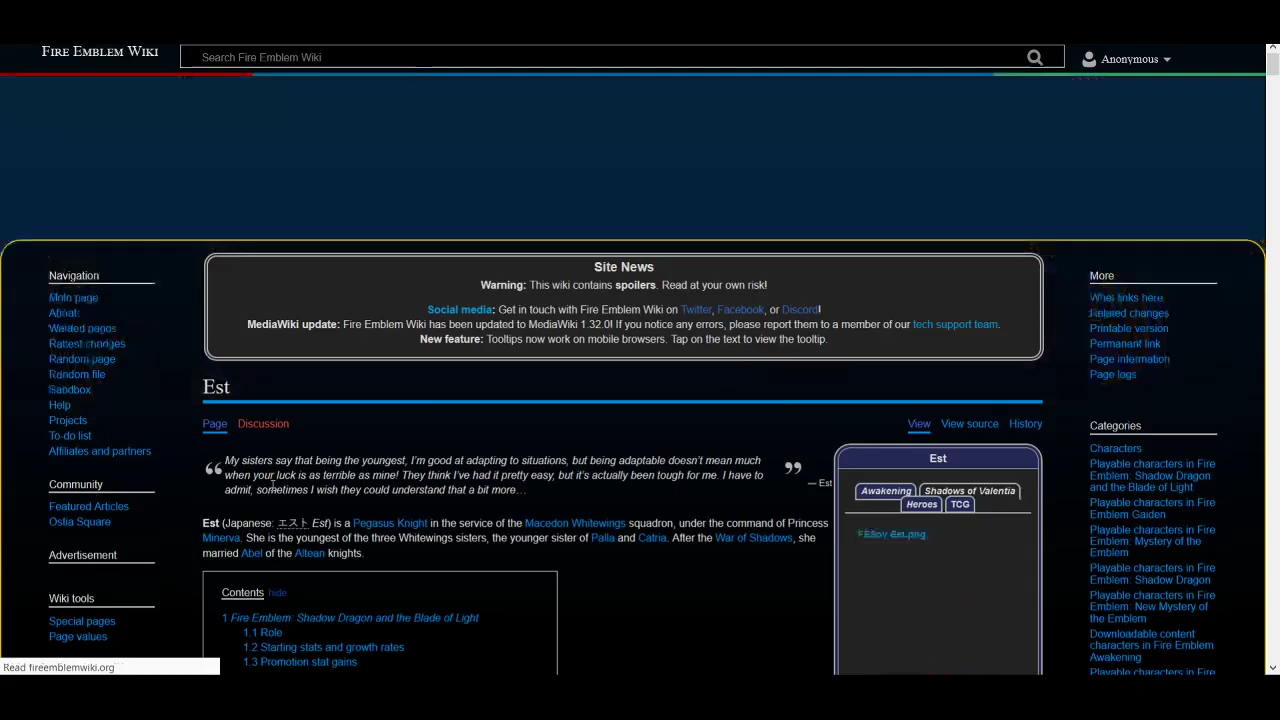 FIRE EMBLEM WIKI
Search Fire Emblem Wiki
Anonymous
Site News
Warning: This wiki contains spoilers. Read at your own risk!
Social media: Get in touch with Fire Emblem Wiki on Twitter, Facebook, or Discord!
MediaWiki update: Fire Emblem Wiki has been updated to MediaWiki 1.32.0! If you notice any errors, please report them to a member of our tech support team.
New feature: Tooltips now work on mobile browsers. Tap on the text to view the tooltip.
Navigation
Main page
Wanted pages
Random page
Random file
Sandbox
Help
Projects
To-do list
Affiliates and partners
Community
Featured Articles
Ostia Square
Advertisement
Wiki tools
Special pages
Page values
Est
Page
Discussion
View
View source
History
“ My sisters say that being the youngest, I'm good at adapting to situations, but being adaptable doesn't mean much
when your luck is as terrible as mine! They think I've had it pretty easy, but it's actually been tough for me. I have to
admit, sometimes I wish they could understand that a bit more… ”
— Est
Est (Japanese: エスト Est) is a Pegasus Knight in the service of the Macedon Whitewings squadron, under the command of Princess
Minerva. She is the youngest of the three Whitewings sisters, the younger sister of Palla and Catria. After the War of Shadows, she
married Abel of the Altean knights.
Contents hide
1 Fire Emblem: Shadow Dragon and the Blade of Light
1.1 Role
1.2 Starting stats and growth rates
1.3 Promotion stat gains
Est
Awakening
Shadows of Valentia
Heroes
TCG
More
What links here
Related changes
Printable version
Permanent link
Page information
Page logs
Categories
Characters
Playable characters in Fire
Emblem: Shadow Dragon
and the Blade of Light
Playable characters in Fire
Emblem Gaiden
Playable characters in Fire
Emblem: Mystery of the
Emblem
Playable characters in Fire
Emblem: Shadow Dragon
Playable characters in Fire
Emblem: New Mystery of
the Emblem
Downloadable content
characters in Fire Emblem
Awakening
Playable characters in Fire
Read fireemblemwiki.org